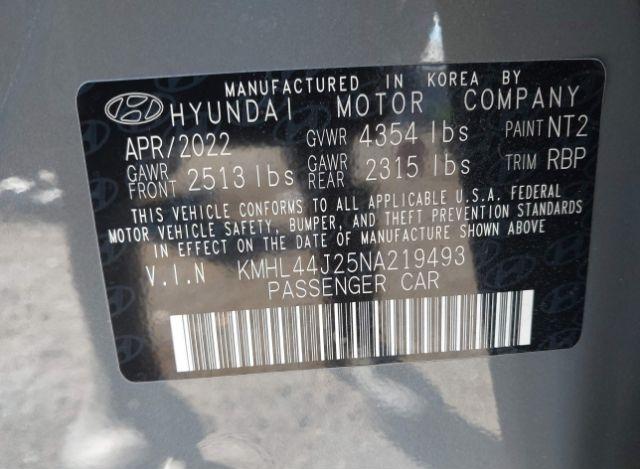 MANUFACTURED IN KOREA BY
HYUNDAI MOTOR COMPANY
APR/2022 GVWR 4354 lbs PAINT NT2
GAWR FRONT 2513 lbs GAWR REAR 2315 lbs TRIM RBP
THIS VEHICLE CONFORMS TO ALL APPLICABLE U.S.A. FEDERAL
MOTOR VEHICLE SAFETY, BUMPER, AND THEFT PREVENTION STANDARDS
IN EFFECT ON THE DATE OF MANUFACTURE SHOWN ABOVE.
V.I.N KMHL44J25NA219493
PASSENGER CAR